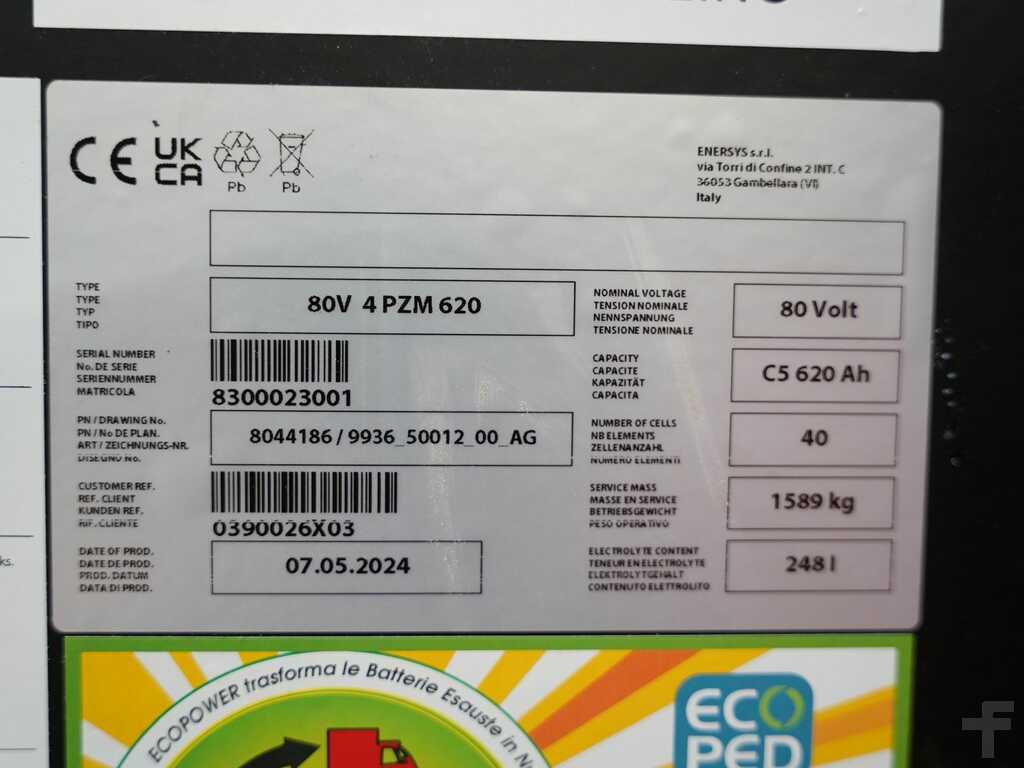 CE
UK
CA
Pb
Pb
ENERSYS s.r.l.
via Torri di Confine 2 INT. C
36053 Gambellara (VI)
Italy
TYPE
TYPE
TYP
TIPO
80V 4 PZM 620
NOMINAL VOLTAGE
TENSION NOMINALE
NENNSPANNUNG
TENSIONE NOMINALE
80 Volt
SERIAL NUMBER
No. DE SERIE
SERIENNUMMER
MATRICOLA
8300023001
CAPACITY
CAPACITE
KAPAZITÄT
CAPACITA
C5 620 Ah
PN / DRAWING No.
PN / No DE PLAN.
ART / ZEICHNUNGS-NR.
DISEGNO No.
8044186 / 9936_50012_00_AG
NUMBER OF CELLS
NB ELEMENTS
ZELLENANZAHL
NUMERO ELEMENTI
40
CUSTOMER REF.
REF. CLIENT
KUNDEN REF.
RIF. CLIENTE
0390026X03
SERVICE MASS
MASSE EN SERVICE
BETRIEBSGEWICHT
PESO OPERATIVO
1589 kg
DATE OF PROD.
DATE DE PROD.
PROD. DATUM
DATA DI PROD.
07.05.2024
ELECTROLYTE CONTENT
TENEUR EN ELECTROLYTE
ELEKTROLYTGEHALT
CONTENUTO ELETTROLITO
248 l
ks.
ECOPOWER trasforma le Batterie Esauste in
ECO
PED